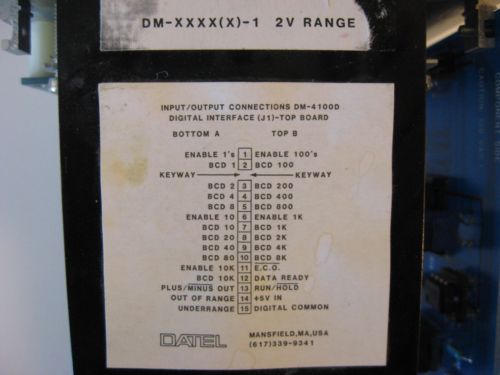 DM-XXXX(X)-1 2V RANGE
INPUT/OUTPUT CONNECTIONS DM-4100D
DIGITAL INTERFACE (J1)-TOP BOARD
BOTTOM A TOP B
ENABLE 1's 1 ENABLE 100's
BCD 1 2 BCD 100
KEYWAY KEYWAY
BCD 2 3 BCD 200
BCD 4 4 BCD 400
BCD 8 5 BCD 800
ENABLE 10 6 ENABLE 1K
BCD 10 7 BCD 1K
BCD 20 8 BCD 2K
BCD 40 9 BCD 4K
BCD 80 10 BCD 8K
ENABLE 10K 11 E.C.O.
BCD 10K 12 DATA READY
PLUS/MINUS OUT 13 RUN/HOLD
OUT OF RANGE 14 +5V IN
UNDERRANGE 15 DIGITAL COMMON
DATEL
MANSFIELD,MA,USA
(617)339-9341